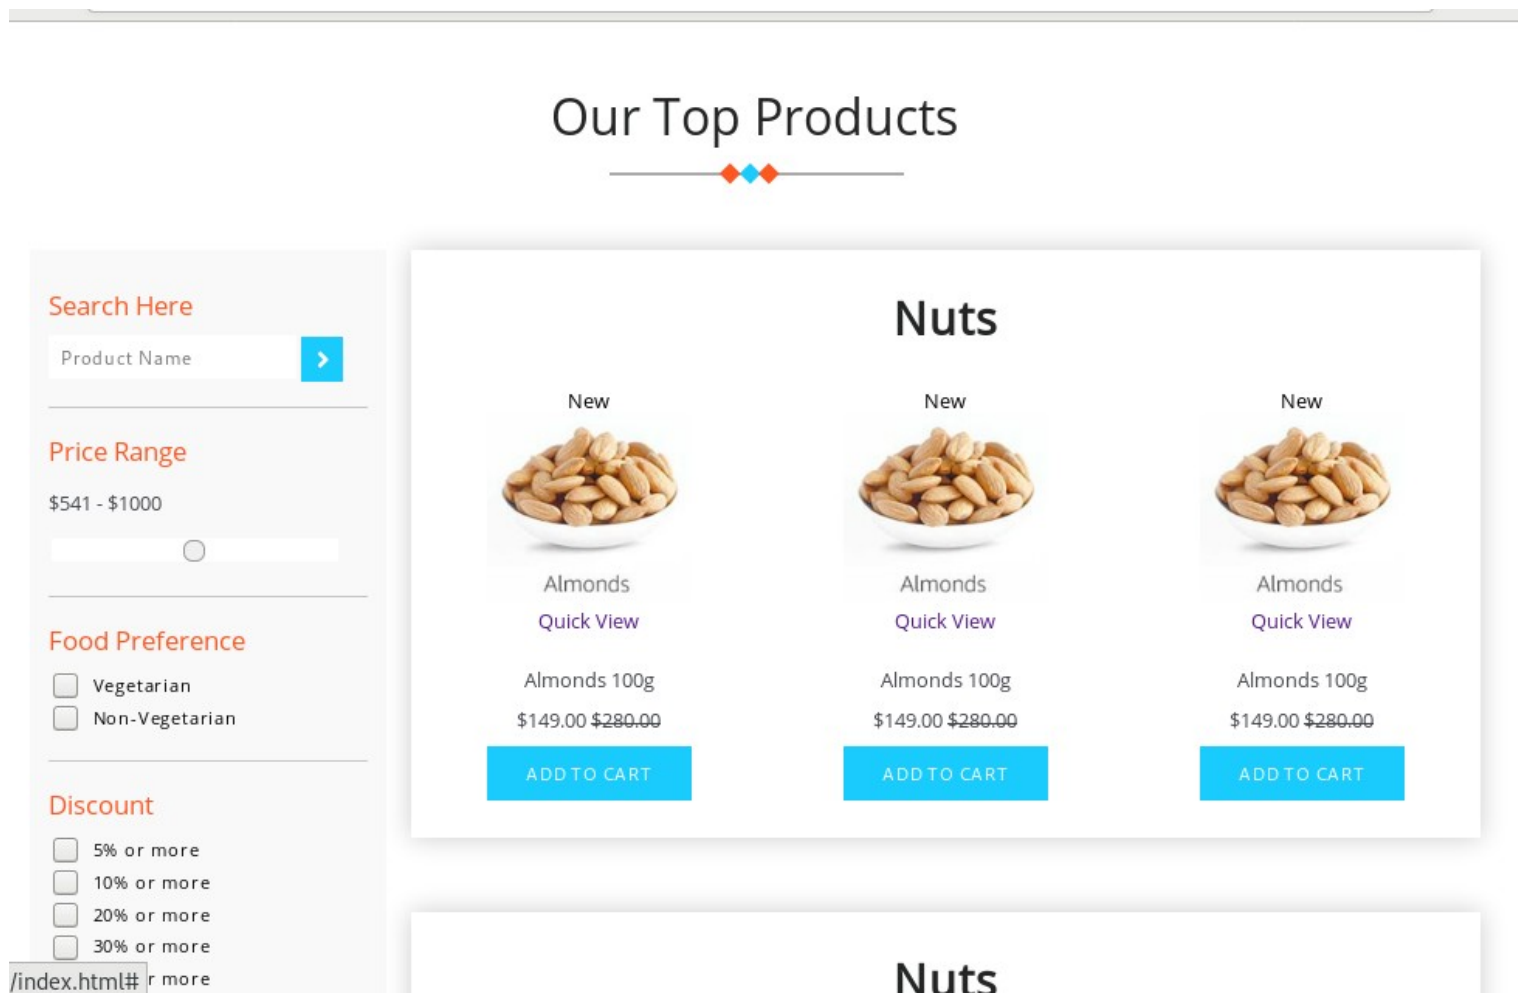 Our Top Products
Search Here
Product Name
Price Range
$541 - $1000
Food Preference
Vegetarian
Non-Vegetarian
Discount
5% or more
10% or more
20% or more
30% or more
r more
/index.html#
Nuts
New New New
Almonds Almonds Almonds
Quick View Quick View Quick View
Almonds 100g Almonds 100g Almonds 100g
$149.00 $280.00 $149.00 $280.00 $149.00 $280.00
ADD TO CART ADD TO CART ADD TO CART
Nuts